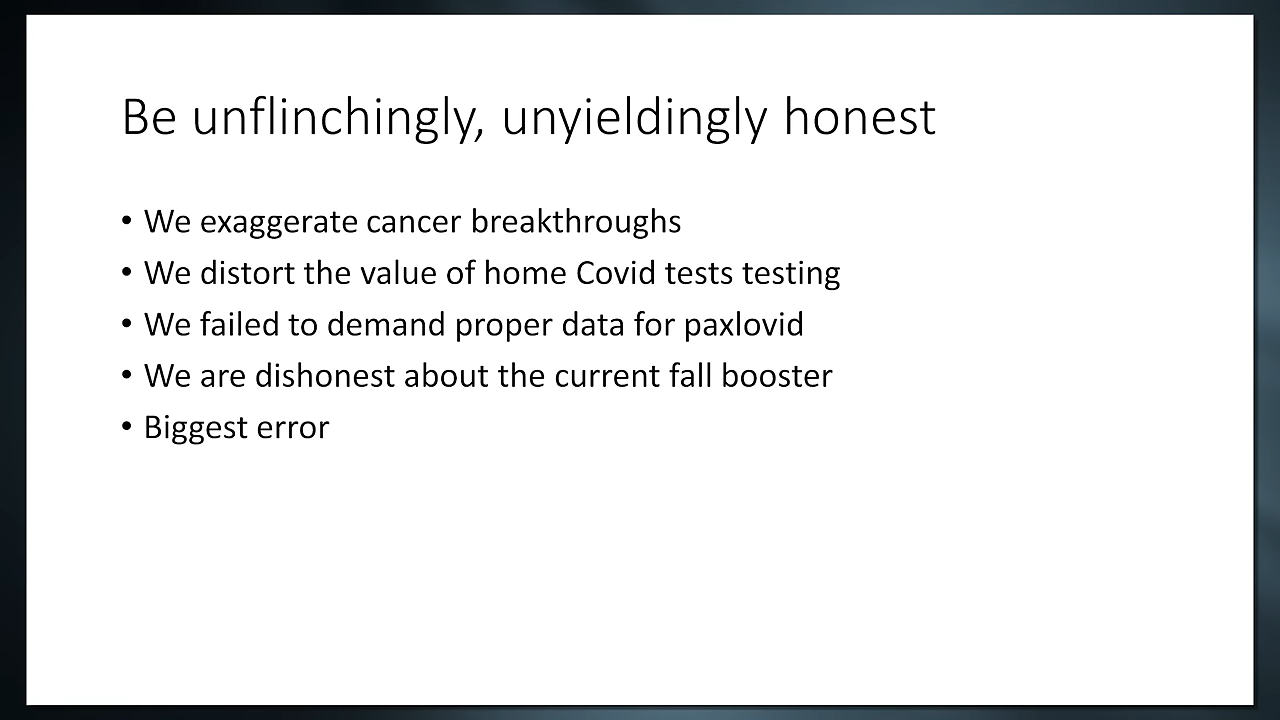 Be unflinchingly, unyieldingly honest
• We exaggerate cancer breakthroughs
• We distort the value of home Covid tests testing
• We failed to demand proper data for paxlovid
• We are dishonest about the current fall booster
• Biggest error